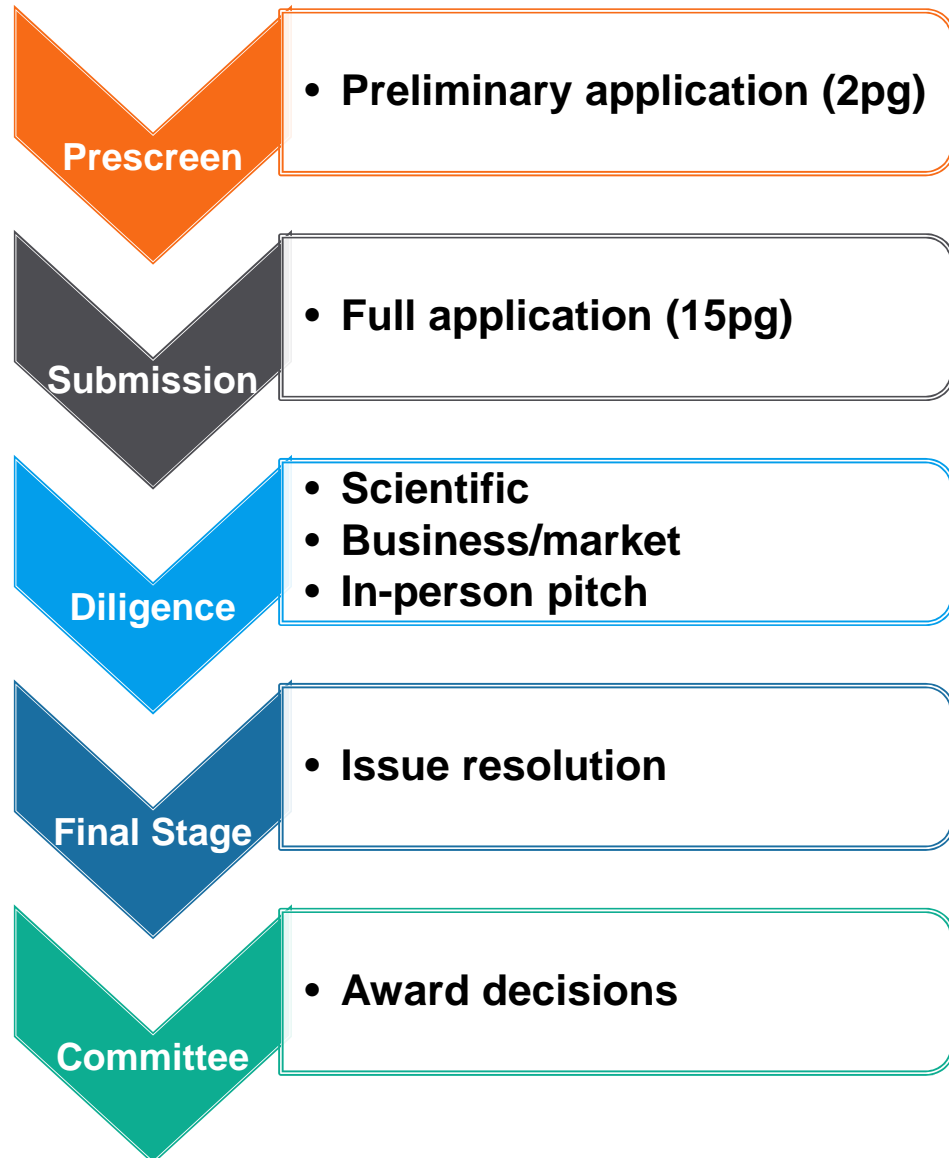 Prescreen
• Preliminary application (2pg)
Submission
• Full application (15pg)
Diligence
• Scientific
• Business/market
• In-person pitch
Final Stage
• Issue resolution
Committee
• Award decisions